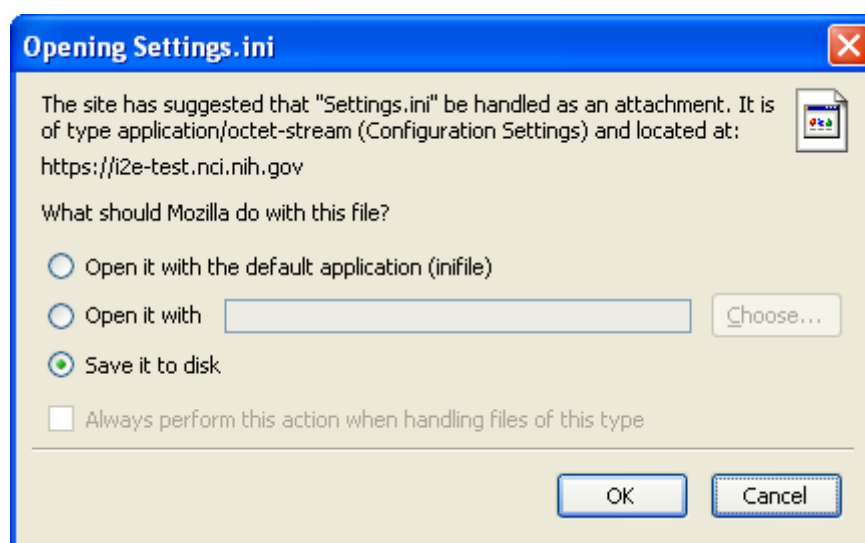 Opening Settings.ini
The site has suggested that "Settings.ini" be handled as an attachment. It is
of type application/octet-stream (Configuration Settings) and located at:
https://i2e-test.nci.nih.gov
What should Mozilla do with this file?
Open it with the default application (inifile)
Open it with Choose...
Save it to disk
Always perform this action when handling files of this type
OK Cancel